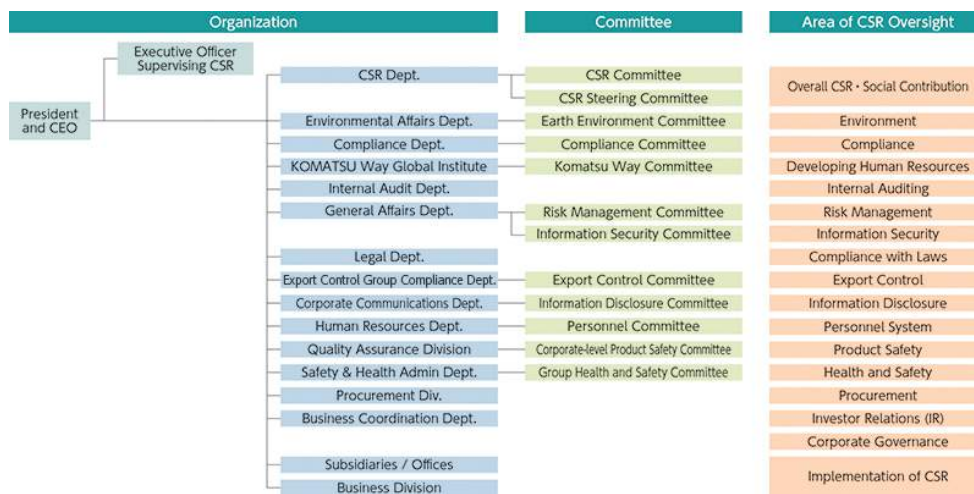 Organization
Committee
Area of CSR Oversight
Executive Officer
Supervising CSR
President
and CEO
CSR Dept.
CSR Committee
CSR Steering Committee
Overall CSR・Social Contribution
Environmental Affairs Dept.
Earth Environment Committee
Environment
Compliance Dept.
Compliance Committee
Compliance
KOMATSU Way Global Institute
Komatsu Way Committee
Developing Human Resources
Internal Audit Dept.
Internal Auditing
General Affairs Dept.
Risk Management Committee
Risk Management
Information Security Committee
Information Security
Legal Dept.
Compliance with Laws
Export Control Group Compliance Dept.
Export Control Committee
Export Control
Corporate Communications Dept.
Information Disclosure Committee
Information Disclosure
Human Resources Dept.
Personnel Committee
Personnel System
Quality Assurance Division
Corporate-level Product Safety Committee
Product Safety
Safety & Health Admin Dept.
Group Health and Safety Committee
Health and Safety
Procurement Div.
Procurement
Business Coordination Dept.
Investor Relations (IR)
Corporate Governance
Subsidiaries / Offices
Business Division
Implementation of CSR